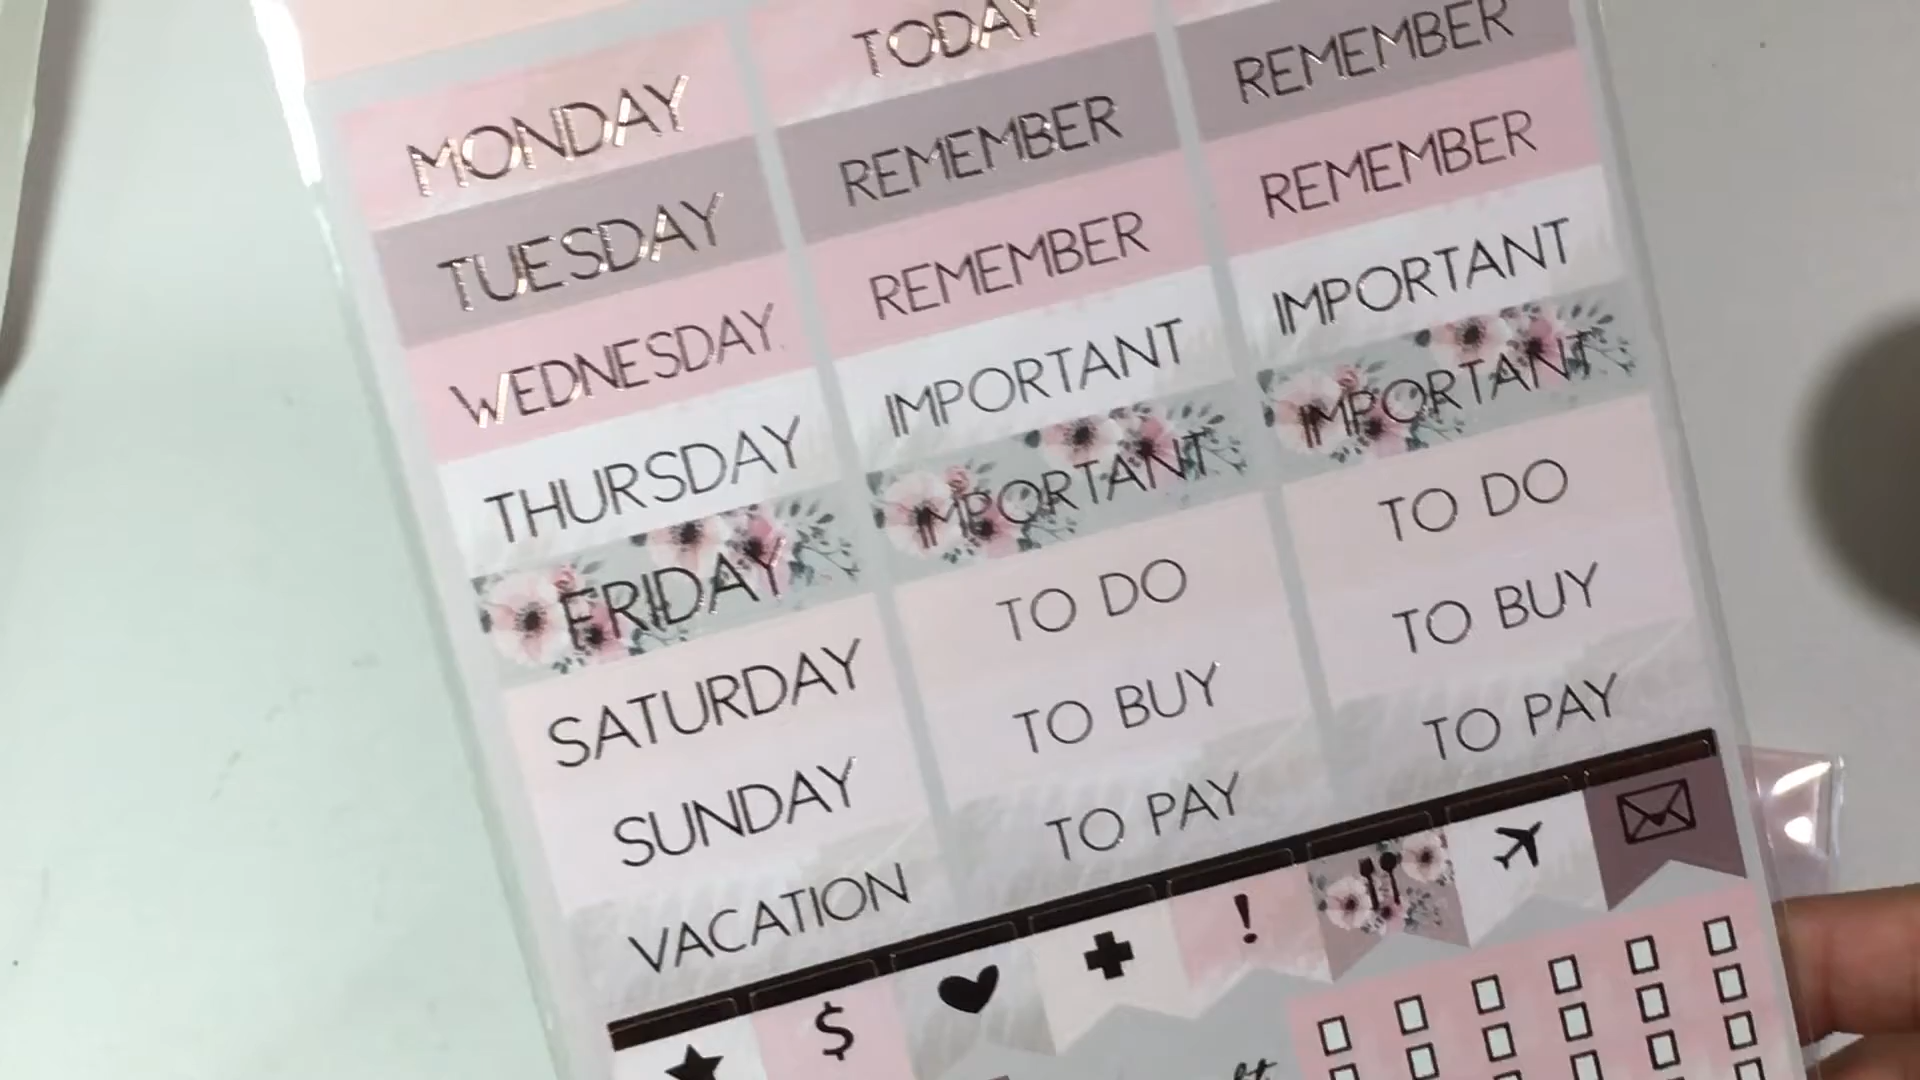 MONDAY
TUESDAY
WEDNESDAY
THURSDAY
FRIDAY
SATURDAY
SUNDAY
VACATION
TODAY
REMEMBER
REMEMBER
IMPORTANT
IMPORTANT
TO DO
TO BUY
TO PAY
REMEMBER
REMEMBER
IMPORTANT
IMPORTANT
TO DO
TO BUY
TO PAY
$
!